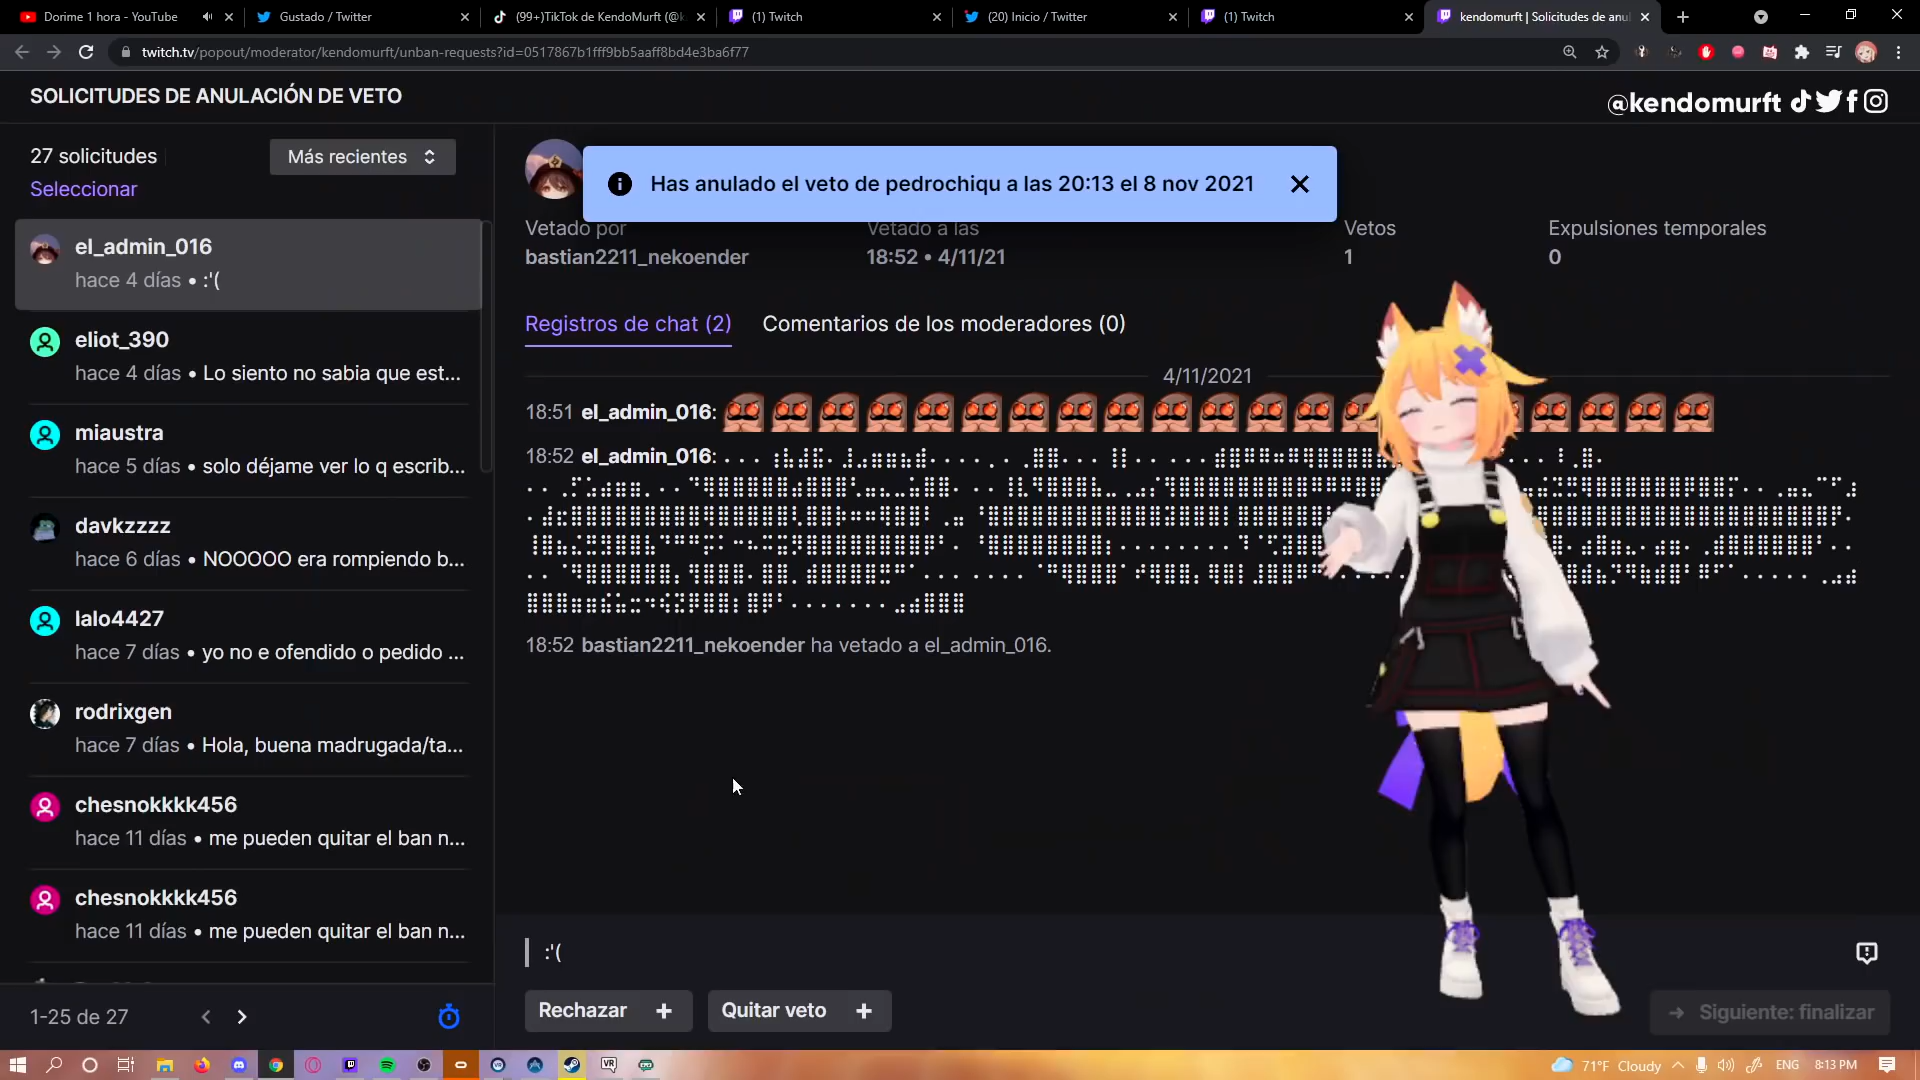 Dorime 1 hora - YouTube
Gustado / Twitter
(99+)TikTok de KendoMurft (@k
(1) Twitch
(20) Inicio / Twitter
(1) Twitch
kendomurft | Solicitudes de anul
twitch.tv/popout/moderator/kendomurft/unban-requests?id=0517867b1fff9bb5aaff8bd4e3ba6f77
SOLICITUDES DE ANULACIÓN DE VETO
@kendomurft
27 solicitudes
Más recientes
Seleccionar
Has anulado el veto de pedrochiqu a las 20:13 el 8 nov 2021
Vetado por
Vetado a las
Vetos
Expulsiones temporales
bastian2211_nekoender
18:52 • 4/11/21
1
0
el_admin_016
hace 4 días • :'(
eliot_390
hace 4 días • Lo siento no sabia que est...
miaustra
hace 5 días • solo déjame ver lo q escrib...
davkzzzz
hace 6 días • NOOOOO era rompiendo b...
lalo4427
hace 7 días • yo no e ofendido o pedido ...
rodrixgen
hace 7 días • Hola, buena madrugada/ta...
chesnokkkk456
hace 11 días • me pueden quitar el ban n...
chesnokkkk456
hace 11 días • me pueden quitar el ban n...
1-25 de 27
Registros de chat (2)
Comentarios de los moderadores (0)
4/11/2021
18:51 el_admin_016:
18:52 el_admin_016:
18:52 bastian2211_nekoender ha vetado a el_admin_016.
:'(
Rechazar +
Quitar veto +
Siguiente: finalizar
71°F Cloudy
ENG
8:13 PM